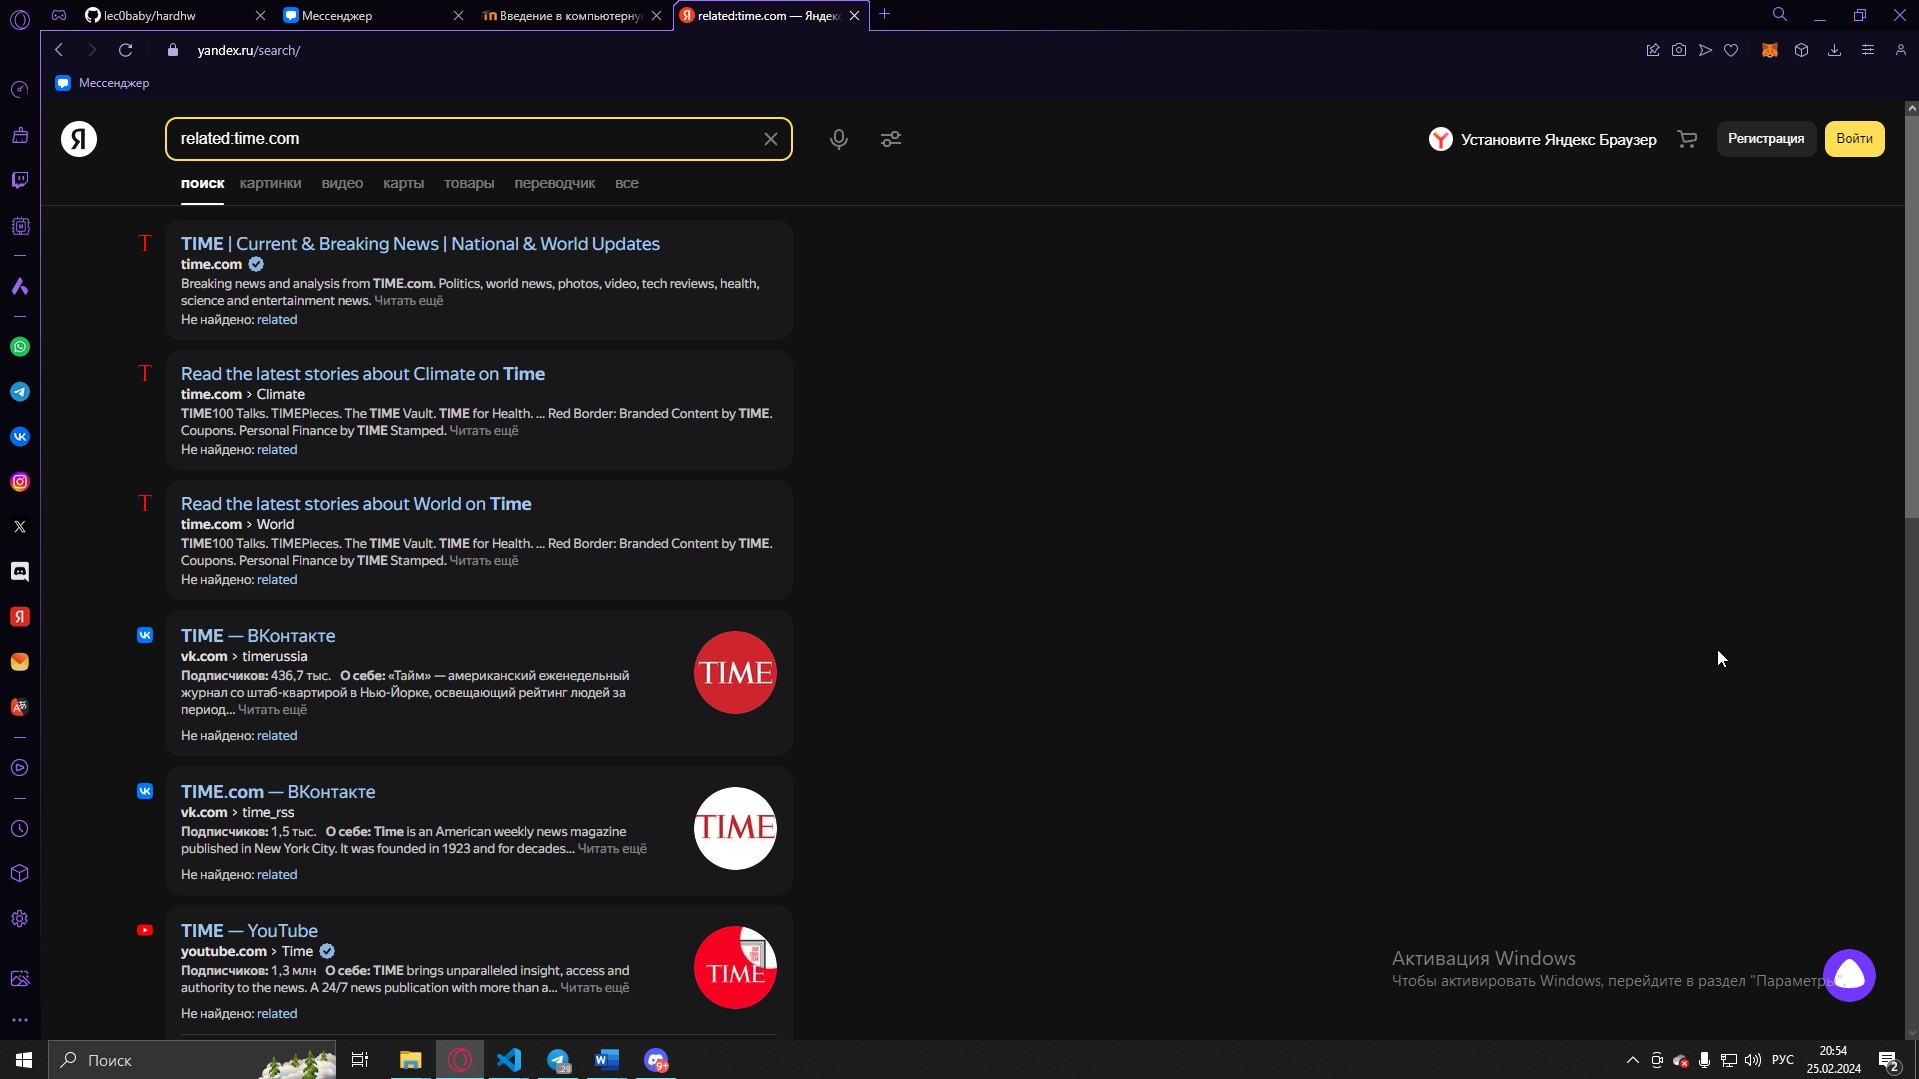 lec0baby/hardhw
Мессенджер
Введение в компьютерну
related:time.com — Яндекс
yandex.ru/search/
Мессенджер
Я
related:time.com
Установите Яндекс Браузер
Регистрация
Войти
поиск картинки видео карты товары переводчик все
TIME | Current & Breaking News | National & World Updates
time.com
Breaking news and analysis from TIME.com. Politics, world news, photos, video, tech reviews, health,
science and entertainment news. Читать ещё
Не найдено: related
Read the latest stories about Climate on Time
time.com › Climate
TIME100 Talks. TIMEPieces. The TIME Vault. TIME for Health. ... Red Border: Branded Content by TIME.
Coupons. Personal Finance by TIME Stamped. Читать ещё
Не найдено: related
Read the latest stories about World on Time
time.com › World
TIME100 Talks. TIMEPieces. The TIME Vault. TIME for Health. ... Red Border: Branded Content by TIME.
Coupons. Personal Finance by TIME Stamped. Читать ещё
Не найдено: related
TIME — ВКонтакте
vk.com › timerussia
Подписчиков: 436,7 тыс. О себе: «Тайм» — американский еженедельный
журнал со штаб-квартирой в Нью-Йорке, освещающий рейтинг людей за
период... Читать ещё
Не найдено: related
TIME
TIME.com — ВКонтакте
vk.com › time_rss
Подписчиков: 1,5 тыс. О себе: Time is an American weekly news magazine
published in New York City. It was founded in 1923 and for decades... Читать ещё
Не найдено: related
TIME
TIME — YouTube
youtube.com › Time
Подписчиков: 1,3 млн О себе: TIME brings unparalleled insight, access and
authority to the news. A 24/7 news publication with more than a... Читать ещё
Не найдено: related
TIME
Активация Windows
Чтобы активировать Windows, перейдите в раздел "Параметры
Поиск
29
9+
РУС
20:54
25.02.2024
2